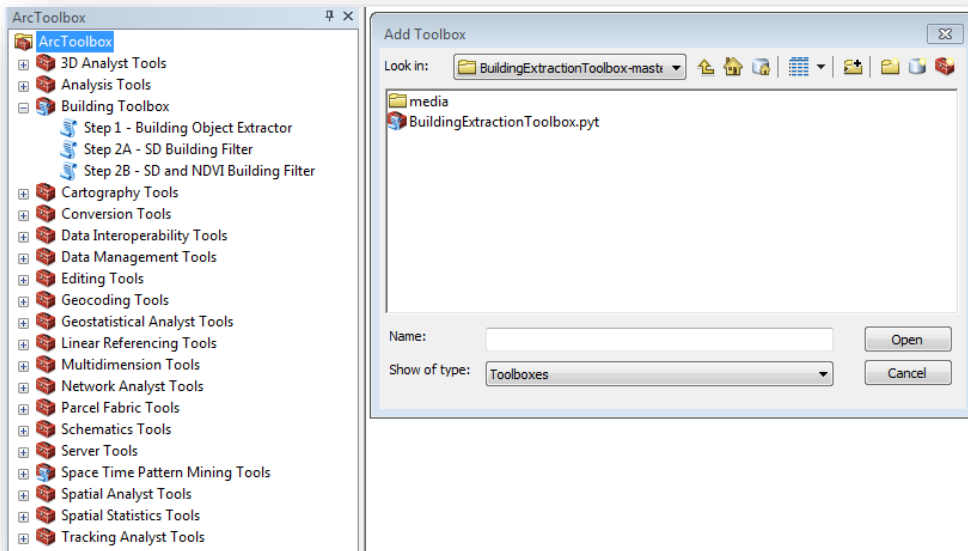 ArcToolbox
ArcToolbox
3D Analyst Tools
Analysis Tools
Building Toolbox
Step 1 - Building Object Extractor
Step 2A - SD Building Filter
Step 2B - SD and NDVI Building Filter
Cartography Tools
Conversion Tools
Data Interoperability Tools
Data Management Tools
Editing Tools
Geocoding Tools
Geostatistical Analyst Tools
Linear Referencing Tools
Multidimension Tools
Network Analyst Tools
Parcel Fabric Tools
Schematics Tools
Server Tools
Space Time Pattern Mining Tools
Spatial Analyst Tools
Spatial Statistics Tools
Tracking Analyst Tools
Add Toolbox
Look in: BuildingExtractionToolbox-maste
media
BuildingExtractionToolbox.pyt
Name:
Open
Show of type: Toolboxes
Cancel